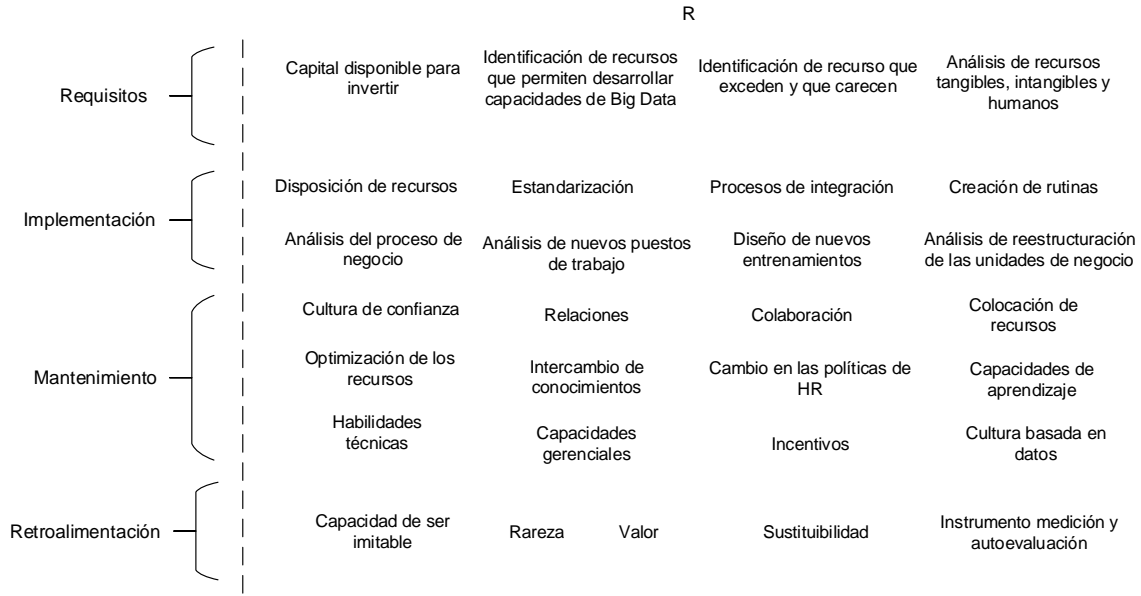 R
Requisitos
Capital disponible para
invertir
Identificación de recursos
que permiten desarrollar
capacidades de Big Data
Identificación de recurso que
exceden y que carecen
Análisis de recursos
tangibles, intangibles y
humanos
Implementación
Disposición de recursos
Estandarización
Procesos de integración
Creación de rutinas
Análisis del proceso de
negocio
Análisis de nuevos puestos
de trabajo
Diseño de nuevos
entrenamientos
Análisis de reestructuración
de las unidades de negocio
Mantenimiento
Cultura de confianza
Relaciones
Colaboración
Colocación de
recursos
Optimización de los
recursos
Intercambio de
conocimientos
Cambio en las políticas de
HR
Capacidades de
aprendizaje
Habilidades
técnicas
Capacidades
gerenciales
Incentivos
Cultura basada en
datos
Retroalimentación
Capacidad de ser
imitable
Rareza
Valor
Sustituibilidad
Instrumento medición y
autoevaluación